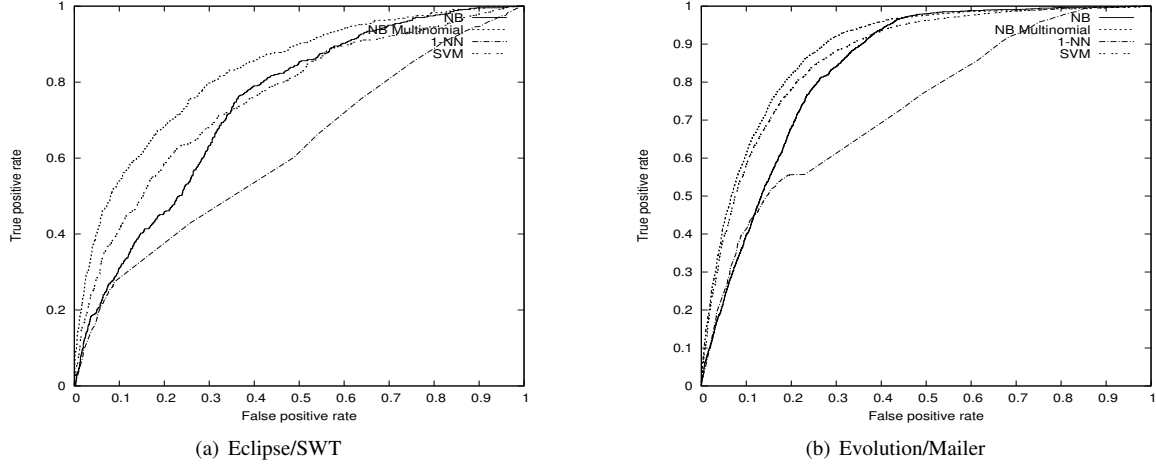 1
0.8
0.6
0.4
0.2
0
0 0.1 0.2 0.3 0.4 0.5 0.6 0.7 0.8 0.9 1
True positive rate
False positive rate
NB
NB Multinomial
1-NN
SVM
(a) Eclipse/SWT
1
0.9
0.8
0.7
0.6
0.5
0.4
0.3
0.2
0.1
0
0 0.1 0.2 0.3 0.4 0.5 0.6 0.7 0.8 0.9 1
True positive rate
False positive rate
NB
NB Multinomial
1-NN
SVM
(b) Evolution/Mailer